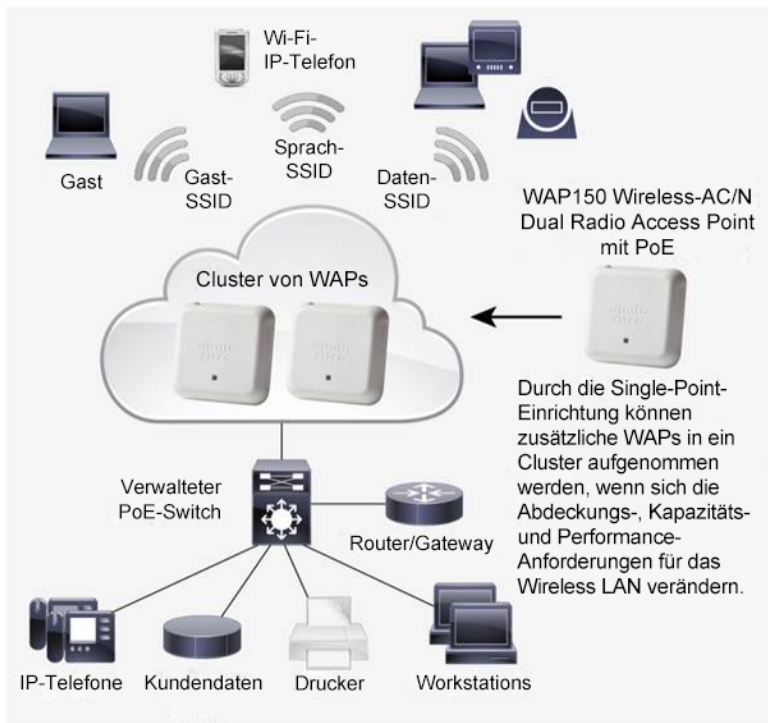 Wi-Fi-
IP-Telefon
Gast
Gast-
SSID
Sprach-
SSID
Daten-
SSID
WAP150 Wireless-AC/N
Dual Radio Access Point
mit PoE
Cluster von WAPs
Durch die Single-Point-
Einrichtung können
zusätzliche WAPs in ein
Cluster aufgenommen
werden, wenn sich die
Abdeckungs-, Kapazitäts-
und Performance-
Anforderungen für das
Wireless LAN verändern.
Verwalteter
PoE-Switch
Router/Gateway
IP-Telefone
Kundendaten
Drucker
Workstations